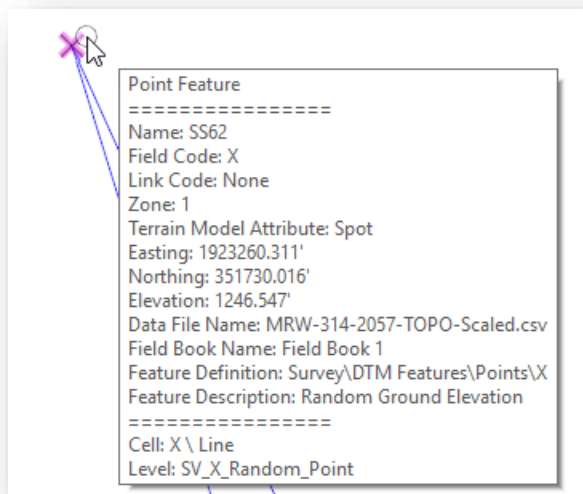 Point Feature
================
Name: SS62
Field Code: X
Link Code: None
Zone: 1
Terrain Model Attribute: Spot
Easting: 1923260.311'
Northing: 351730.016'
Elevation: 1246.547'
Data File Name: MRW-314-2057-TOPO-Scaled.csv
Field Book Name: Field Book 1
Feature Definition: Survey\DTM Features\Points\X
Feature Description: Random Ground Elevation
================
Cell: X \ Line
Level: SV_X_Random_Point